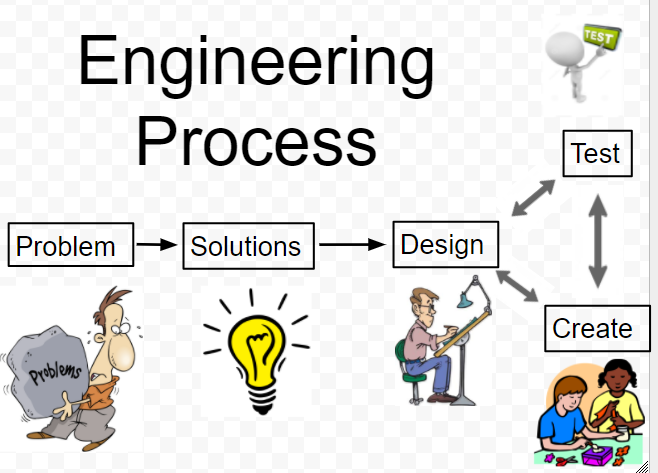 Engineering
Process
TEST
Test
Problem
Solutions
Design
Create
Problems